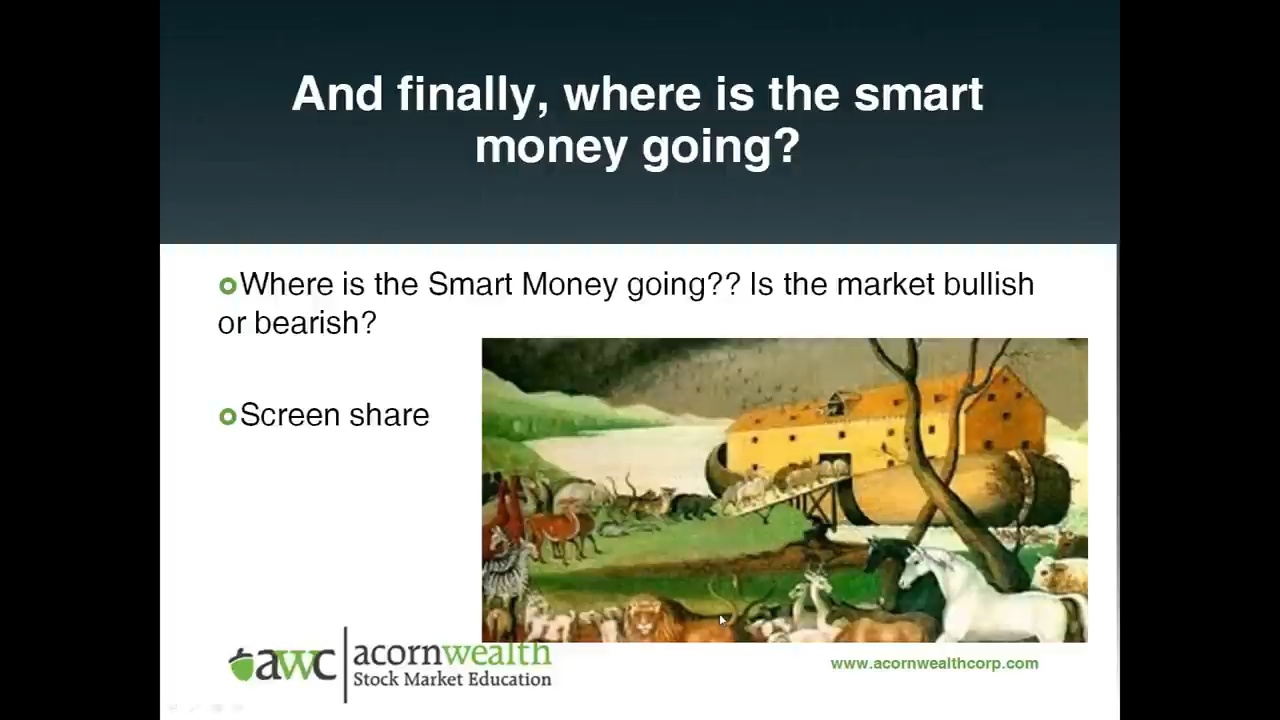 And finally, where is the smart
money going?
Where is the Smart Money going?? Is the market bullish
or bearish?
Screen share
awc
acornwealth
Stock Market Education
www.acornwealthcorp.com